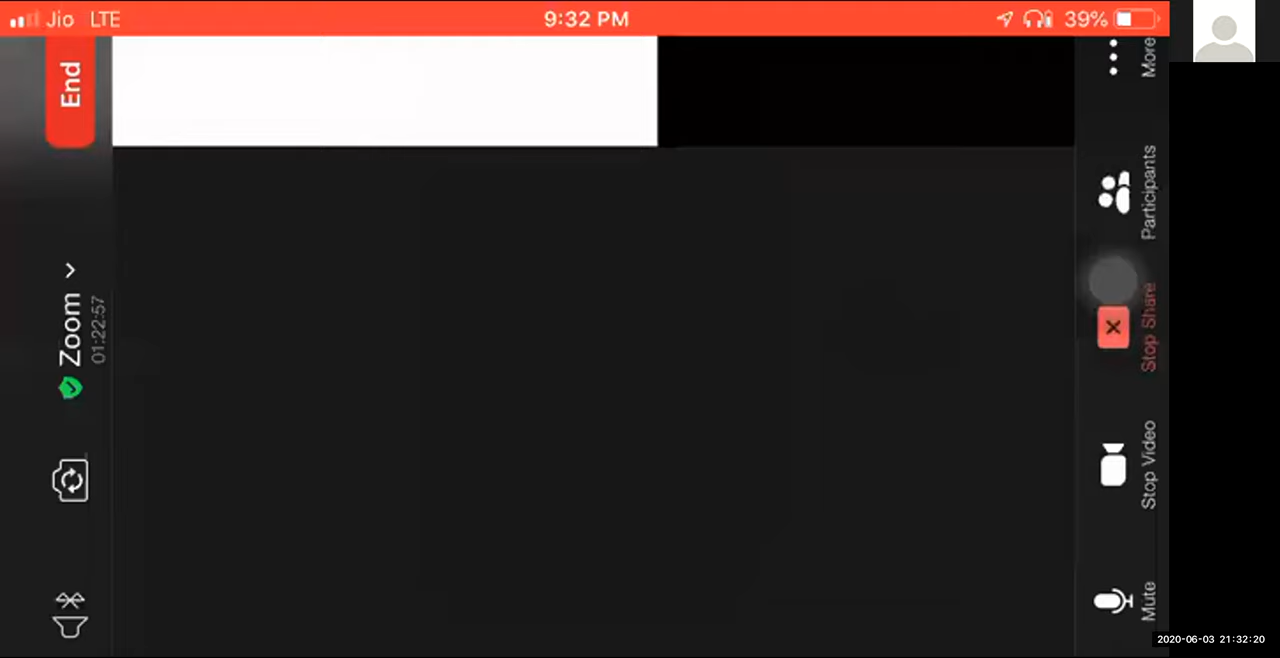 Jio LTE 9:32 PM 39%
End
Zoom
01:22:57
More
Participants
Stop Share
Stop Video
Mute
2020-06-03 21:32:20